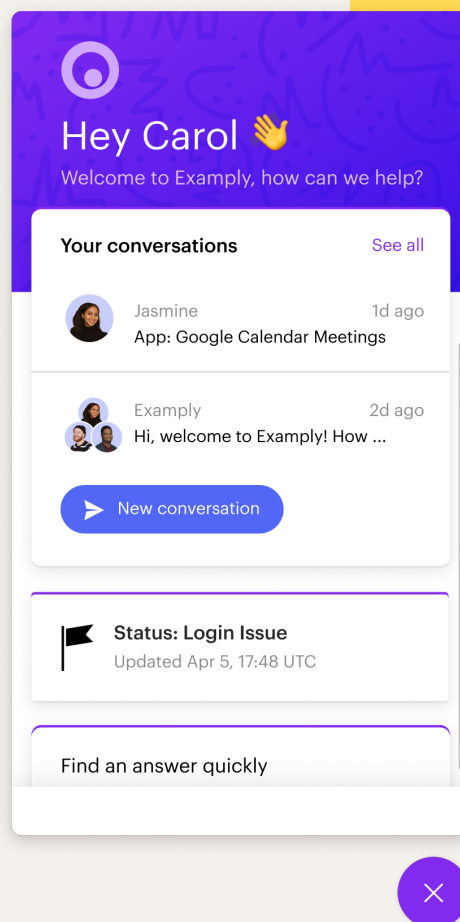 Hey Carol 👋
Welcome to Examply, how can we help?
Your conversations
See all
Jasmine
1d ago
App: Google Calendar Meetings
Examply
2d ago
Hi, welcome to Examply! How ...
New conversation
Status: Login Issue
Updated Apr 5, 17:48 UTC
Find an answer quickly